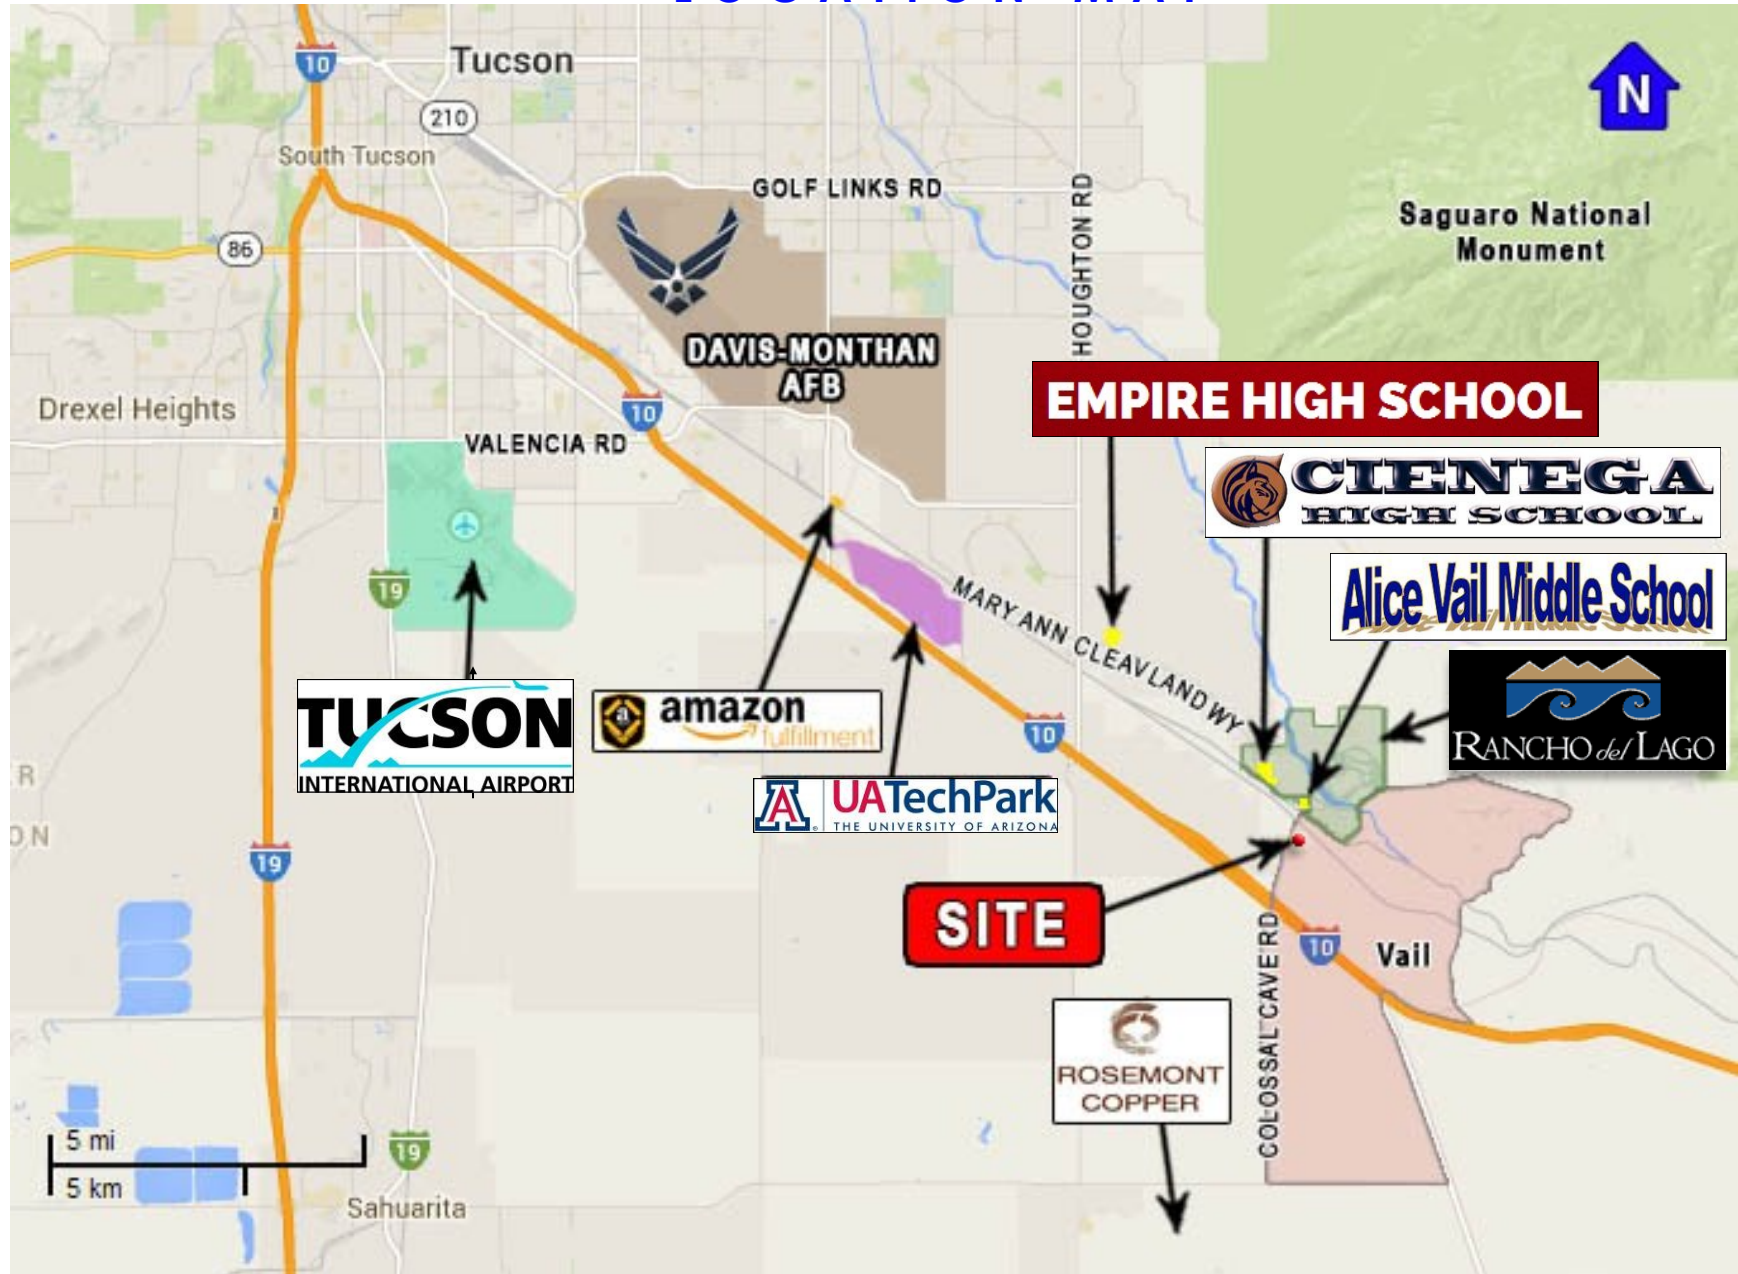 LOCATION MAP
10
Tucson
N
210
South Tucson
GOLF LINKS RD
HOUGHTON RD
Saguaro National
Monument
86
DAVIS-MONTHAN
AFB
10
Drexel Heights
VALENCIA RD
EMPIRE HIGH SCHOOL
CIENEGA
HIGH SCHOOL
Alice Vail Middle School
19
MARY ANN CLEAVLAND WY
TUCSON
INTERNATIONAL AIRPORT
a
amazon
fulfillment
10
RANCHO del LAGO
R
ON
A
UATechPark
THE UNIVERSITY OF ARIZONA
19
SITE
COLOSSAL CAVE RD
10
Vail
ROSEMONT
COPPER
5 mi
5 km
19
Sahuarita